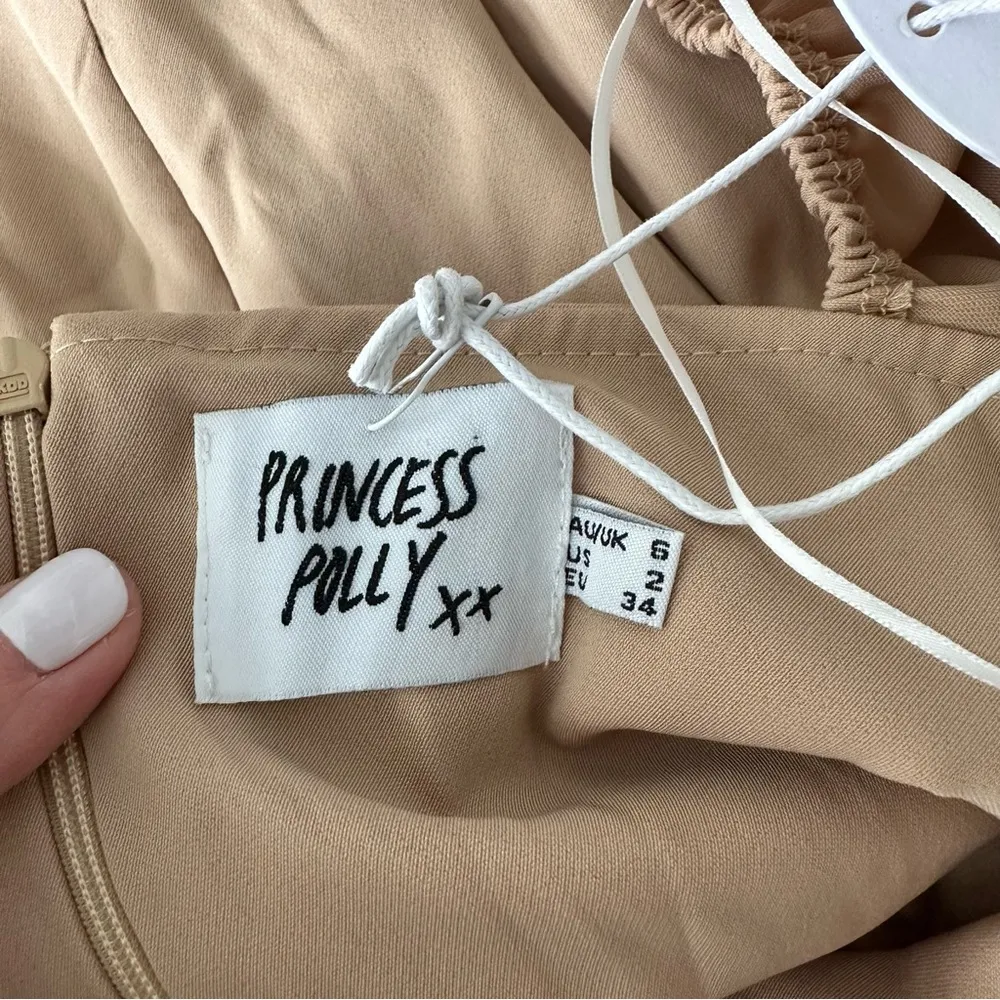 PRINCESS
POLLY xx
AU/UK 6
US 2
EU 34